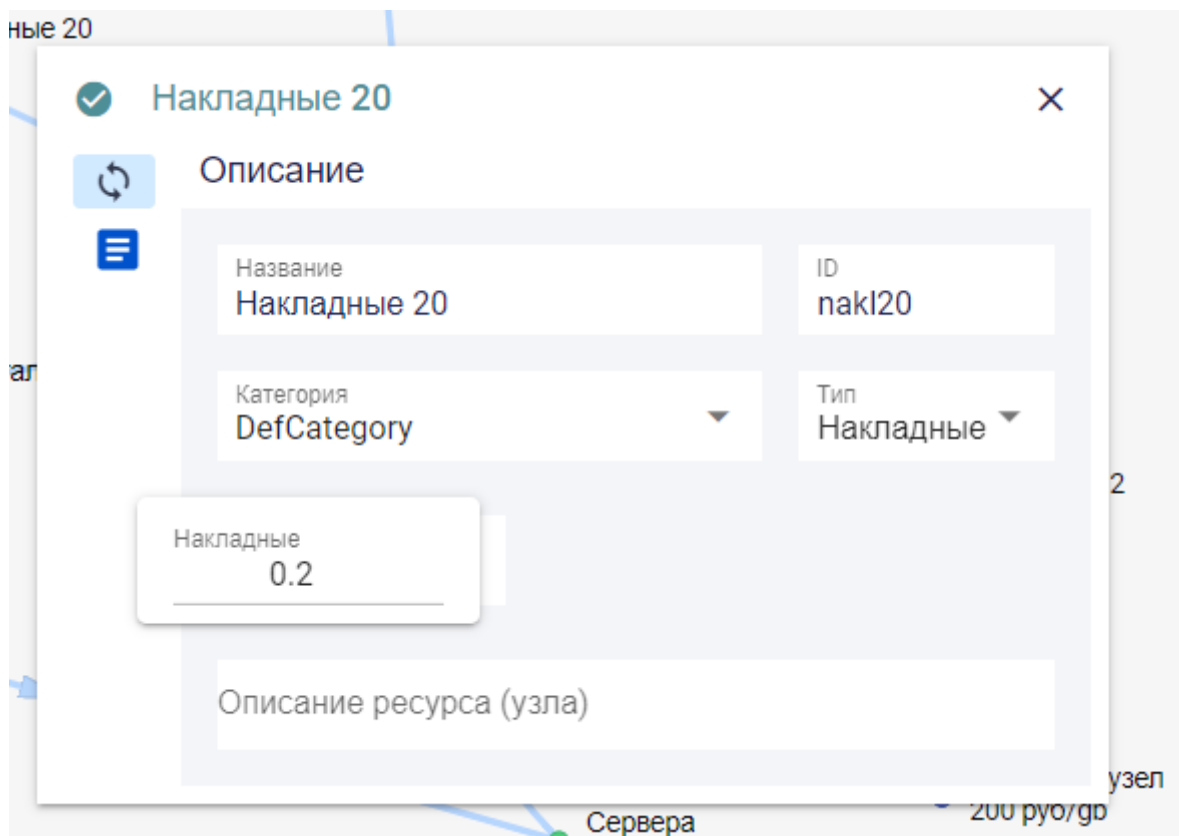 ные 20
Накладные 20
Описание
Название
Накладные 20
ID
nakl20
Категория
DefCategory
Тип
Накладные
Накладные
0.2
2
Описание ресурса (узла)
узел
200 руб/gb
Сервера